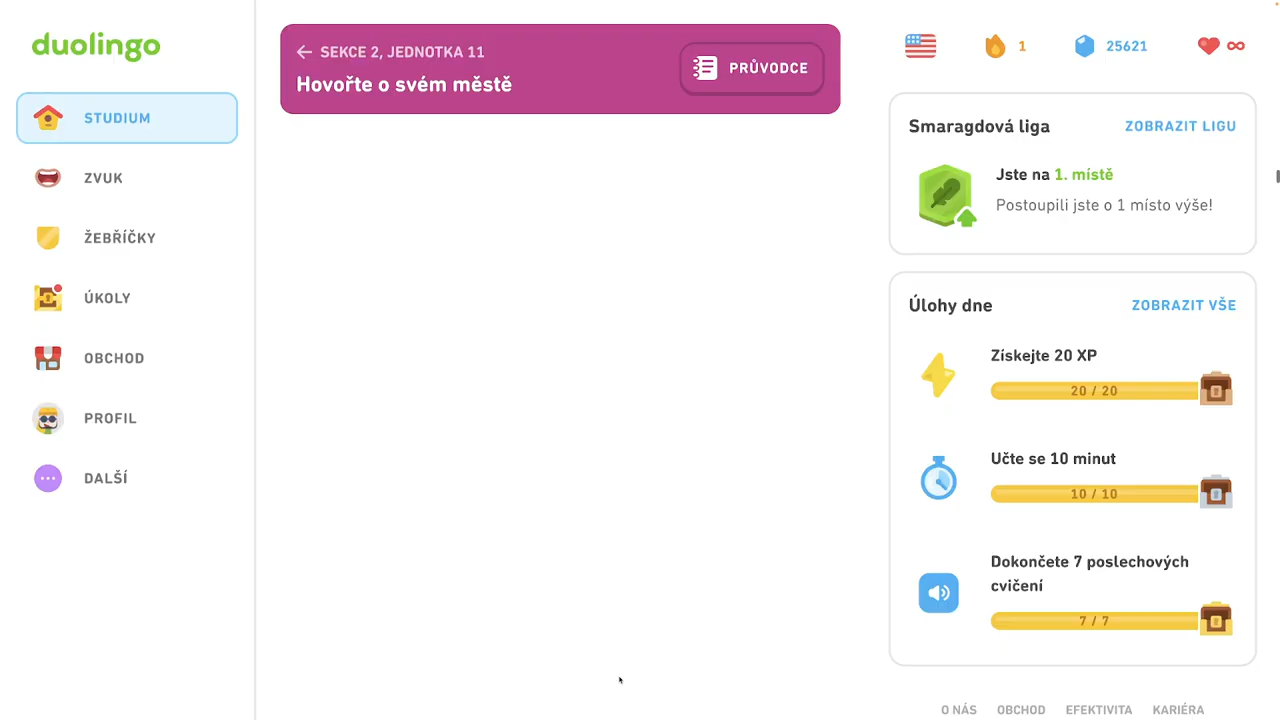 duolingo
STUDIUM
ZVUK
ŽEBŘÍČKY
ÚKOLY
OBCHOD
PROFIL
DALŠÍ
SEKCE 2, JEDNOTKA 11
Hovořte o svém městě
PRŮVODCE
1
25621
Smaragdová liga
ZOBRAZIT LIGU
Jste na 1. místě
Postoupili jste o 1 místo výše!
Úlohy dne
ZOBRAZIT VŠE
Získejte 20 XP
20 / 20
Učte se 10 minut
10 / 10
Dokončete 7 poslechových
cvičení
7 / 7
O NÁS OBCHOD EFEKTIVITA KARIÉRA